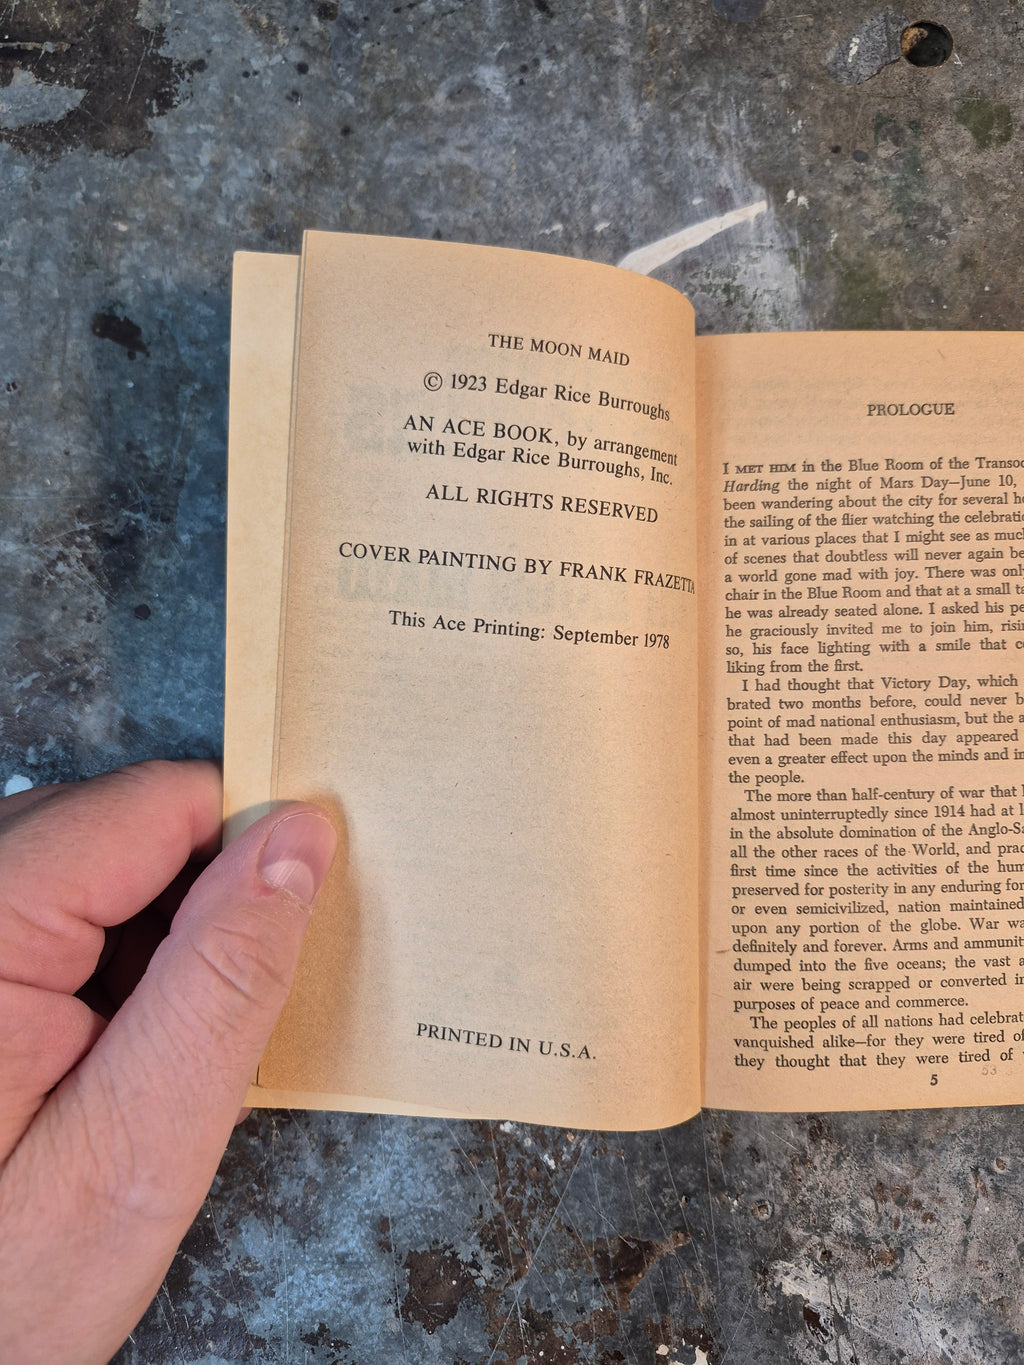 THE MOON MAID
© 1923 Edgar Rice Burroughs
AN ACE BOOK, by arrangement
with Edgar Rice Burroughs, Inc.
ALL RIGHTS RESERVED
COVER PAINTING BY FRANK FRAZETTA
This Ace Printing: September 1978
PRINTED IN U.S.A.
PROLOGUE
I MET HIM in the Blue Room of the
Harding the night of Mars Day—June 10,
been wandering about the city for several
the sailing of the flier watching the
in at various places that I might see as
of scenes that doubtless will never again
a world gone mad with joy. There was
chair in the Blue Room and that at a small
he was already seated alone. I asked his
he graciously invited me to join him,
so, his face lighting with a smile that
liking from the first.
I had thought that Victory Day, which
brated two months before, could never
point of mad national enthusiasm, but the
that had been made this day appeared
even a greater effect upon the minds and
the people.
The more than half-century of war that
almost uninterruptedly since 1914 had at
in the absolute domination of the
all the other races of the World, and
first time since the activities of the
preserved for posterity in any enduring
or even semicivilized, nation maintained
upon any portion of the globe. War
definitely and forever. Arms and
dumped into the five oceans; the vast
air were being scrapped or converted
purposes of peace and commerce.
The peoples of all nations had
vanquished alike—for they were tired of
they thought that they were tired of
5